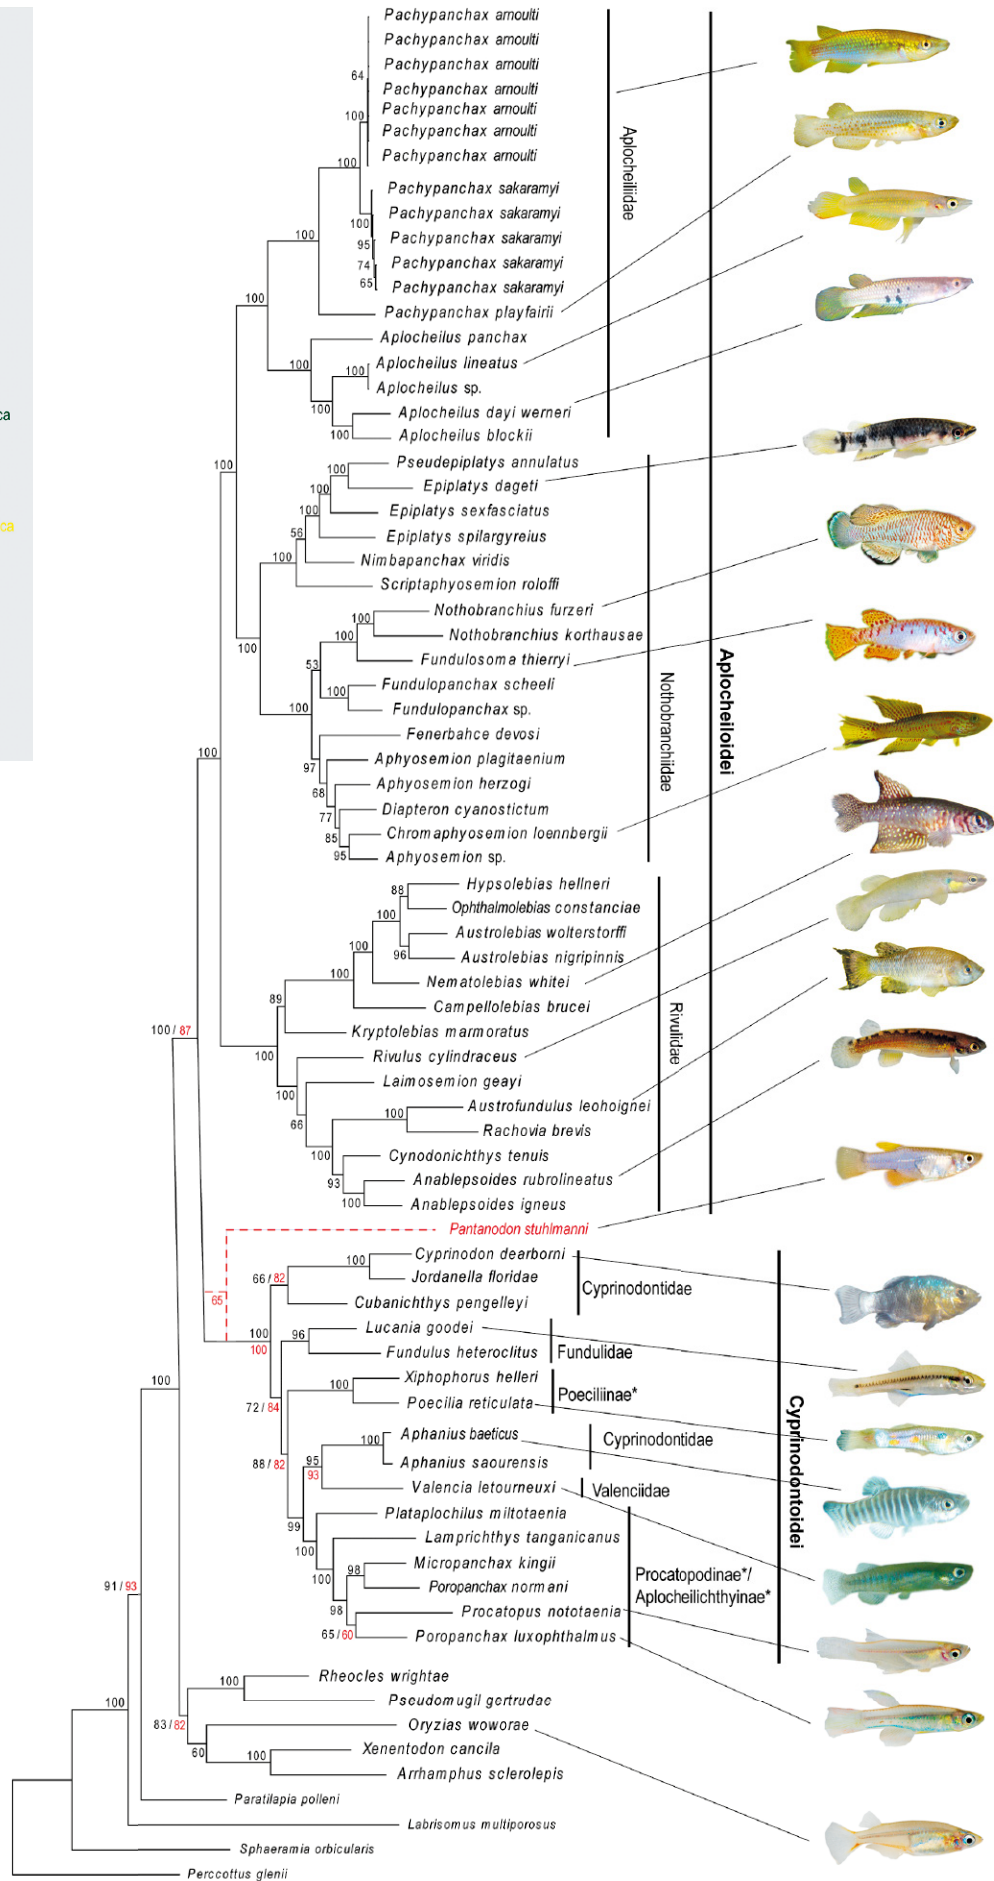 Pachypanchax arnoulti
Pachypanchax arnoulti
Pachypanchax arnoulti
64
Pachypanchax arnoulti
Pachypanchax arnoulti
100
Pachypanchax arnoulti
Pachypanchax arnoulti
100
Pachypanchax sakaramyi
Pachypanchax sakaramyi
100
Pachypanchax sakaramyi
95
Pachypanchax sakaramyi
74
Pachypanchax sakaramyi
65
100
Pachypanchax playfairii
100
Aplocheilus panchax
100
Aplocheilus lineatus
100
Aplocheilus sp.
Aplocheilus dayi werneri
100
Aplocheilus blockii
100
Aplocheiliidae
ca
ca
100
Pseudepiplatys annulatus
100
Epiplatys dageti
100
Epiplatys sexfasciatus
100
Epiplatys spilargyreius
56
Nimbapanchax viridis
100
Scriptaphyosemion roloffi
Nothobranchius furzeri
100
Nothobranchius korthausae
100
100
Fundulosoma thierryi
53
Fundulopanchax scheeli
100
Fundulopanchax sp.
100
Fenerbahce devosi
Aphyosemion plagitaenium
97
Aphyosemion herzogi
68
Diapteron cyanostictum
77
Chromaphyosemion loennbergii
85
Aphyosemion sp.
95
Nothobranchiidae
Aplocheiloidei
100
Hypsolebias hellneri
88
Ophthalmolebias constanciae
100
Austrolebias wolterstorffi
Austrolebias nigripinnis
96
Nematolebias whitei
100
Campellolebias brucei
89
Kryptolebias marmoratus
100
Rivulus cylindraceus
Laimosemion geayi
100
Austrofundulus leohoignei
100
66
Rachovia brevis
100
Cynodonichthys tenuis
93
Anablepsoides rubrolineatus
100
Anablepsoides igneus
Rivulidae
100 / 87
Pantanodon stuhlmanni
65
Cyprinodon dearborni
100
66 / 82
Jordanella floridae
Cubanichthys pengelleyi
Cyprinodontidae
100
100
Lucania goodei
96
Fundulus heteroclitus
Fundulidae
Xiphophorus helleri
100
Poecilia reticulata
Poeciliinae*
72 / 84
Aphanius baeticus
100
Aphanius saourensis
Cyprinodontidae
88 / 82
95
93
Valencia letourneuxi
Valenciidae
Plataplochilus miltotaenia
99
Lamprichthys tanganicanus
100
Micropanchax kingii
98
Poropanchax normani
100
Procatopus nototaenia
98
Poropanchax luxophthalmus
65 / 60
Procatopodinae*/
Aplocheilichthyinae*
Cyprinodontoidei
100
91 / 93
Rheocles wrightae
100
Pseudomugil gertrudae
100
83 / 82
Oryzias woworae
Xenentodon cancila
60
100
Arrhamphus sclerolepis
Paratilapia polleni
Labrisomus multiporosus
Sphaeramia orbicularis
Perccottus glenii